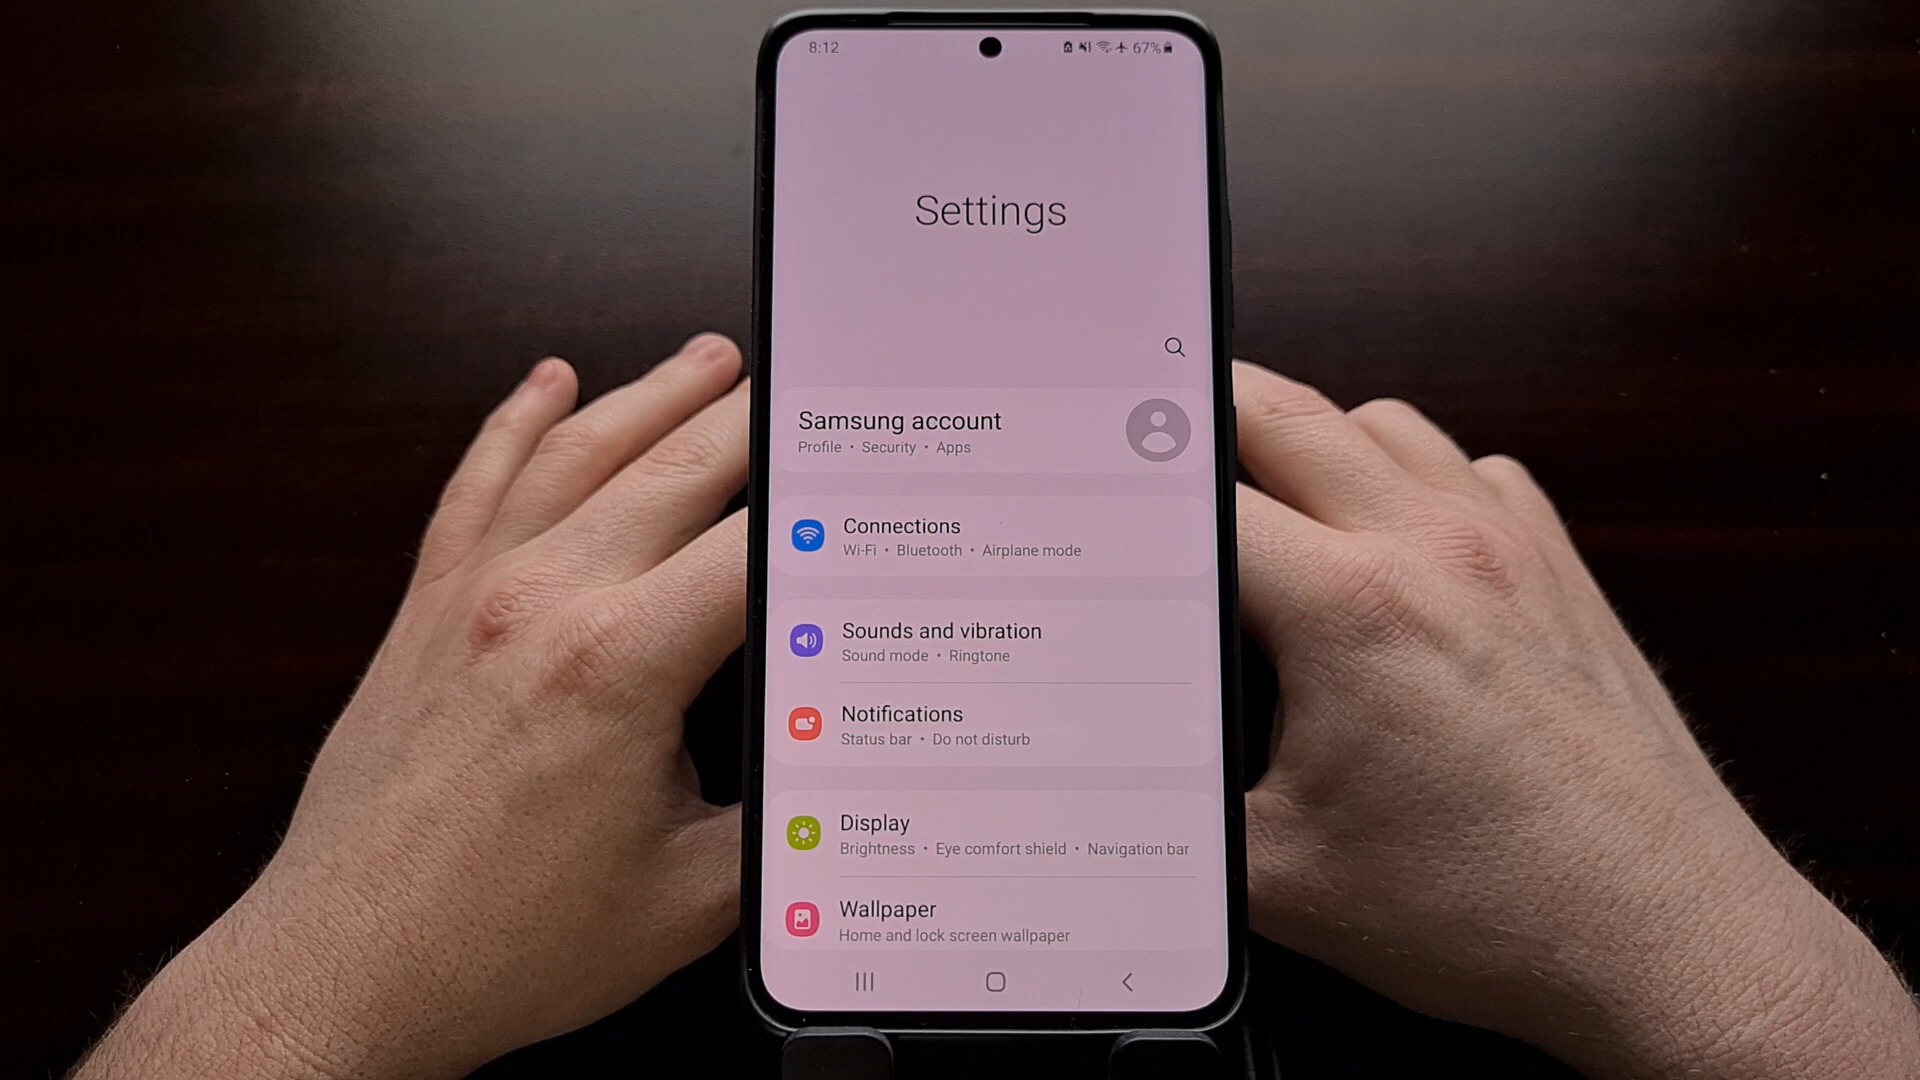 8:12 67%
Settings
Samsung account
Profile • Security • Apps
Connections
Wi-Fi • Bluetooth • Airplane mode
Sounds and vibration
Sound mode • Ringtone
Notifications
Status bar • Do not disturb
Display
Brightness • Eye comfort shield • Navigation bar
Wallpaper
Home and lock screen wallpaper